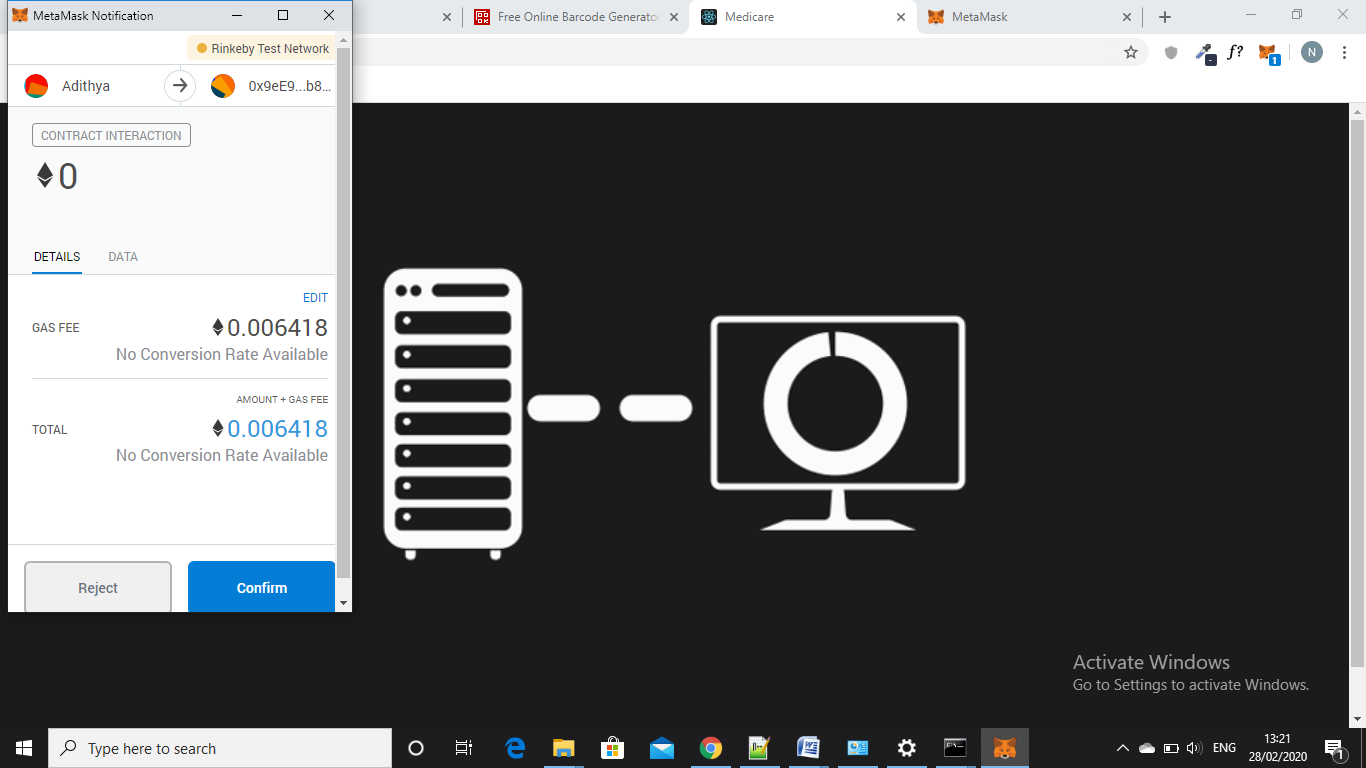 MetaMask Notification
Free Online Barcode Generator
Medicare
MetaMask
Rinkeby Test Network
f?
1
N
Adithya
0x9eE9...b8...
CONTRACT INTERACTION
0
DETAILS
DATA
EDIT
GAS FEE
0.006418
No Conversion Rate Available
AMOUNT + GAS FEE
TOTAL
0.006418
No Conversion Rate Available
Reject
Confirm
Activate Windows
Go to Settings to activate Windows.
Type here to search
ENG
13:21
28/02/2020
1